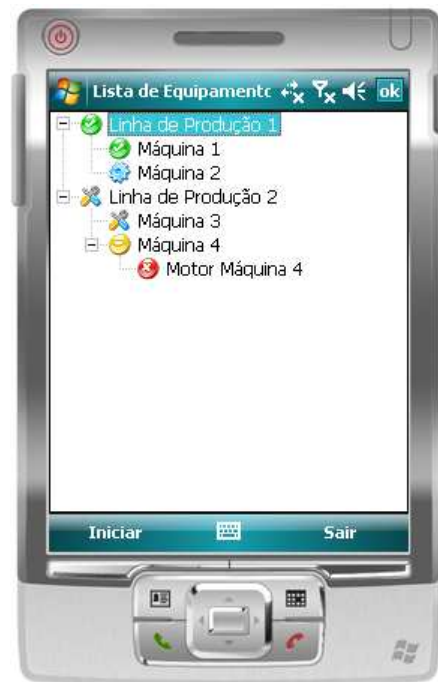 Lista de Equipamentc ok
Linha de Produção 1
Máquina 1
Máquina 2
Linha de Produção 2
Máquina 3
Máquina 4
Motor Máquina 4
Iniciar Sair